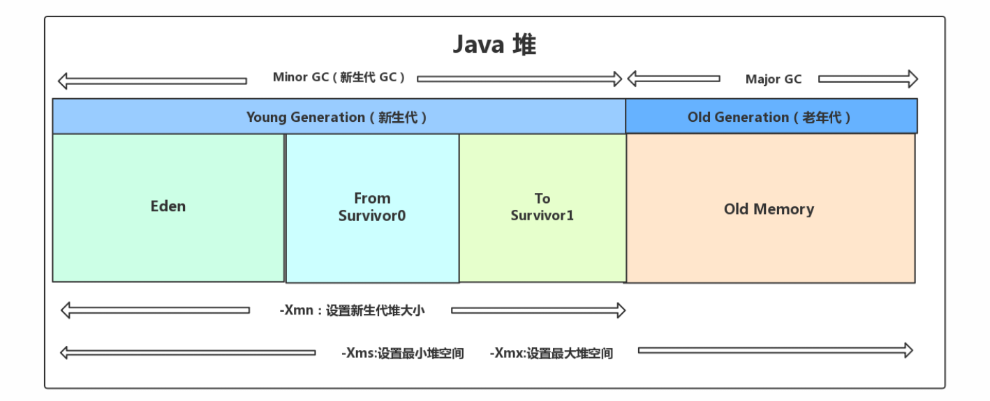 Java 堆
Minor GC（新生代 GC）
Major GC
Young Generation（新生代）
Old Generation（老年代）
Eden
From
Survivor0
To
Survivor1
Old Memory
-Xmn：设置新生代堆大小
-Xms:设置最小堆空间
-Xmx:设置最大堆空间